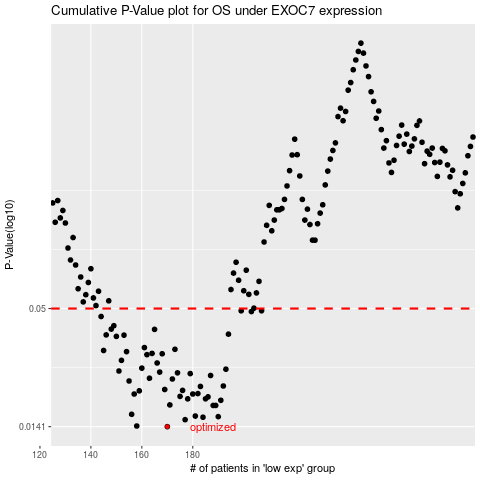 Cumulative P-Value plot for OS under EXOC7 expression
P-Value(log10)
0.05
0.0141
optimized
120 140 160 180
# of patients in 'low exp' group